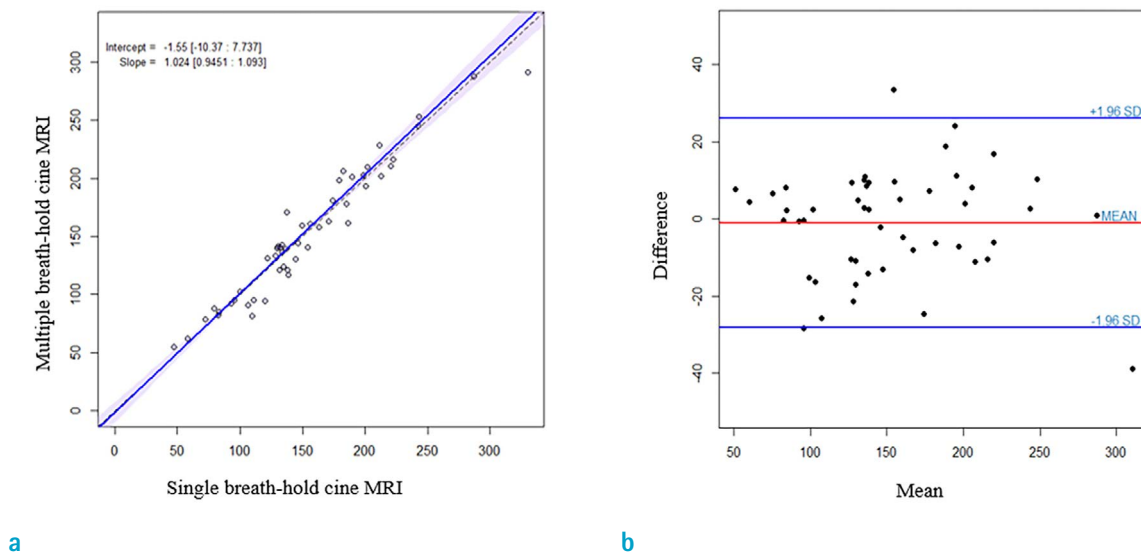 Intercept = -1.55 [-10.37 : 7.737]
Slope = 1.024 [0.9451 : 1.093]
Multiple breath-hold cine MRI
300
250
200
150
100
50
0
0 50 100 150 200 250 300
Single breath-hold cine MRI
a
Difference
40
20
0
-20
-40
+1.96 SD
MEAN
-1.96 SD
50 100 150 200 250 300
Mean
b